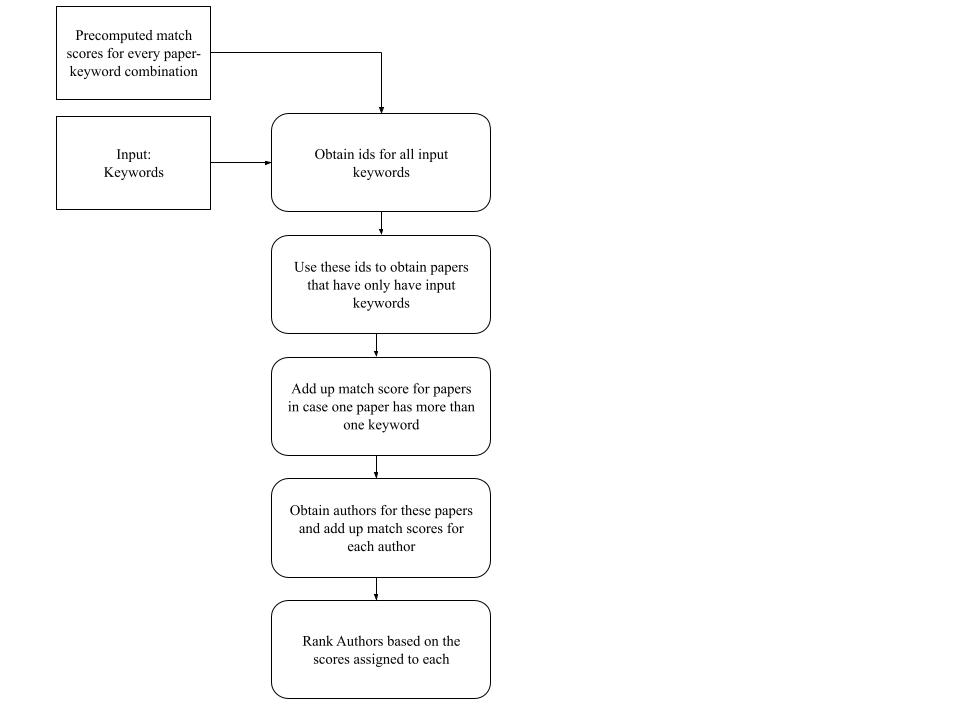 Precomputed match
scores for every paper-
keyword combination
Input:
Keywords
Obtain ids for all input
keywords
Use these ids to obtain papers
that have only have input
keywords
Add up match score for papers
in case one paper has more than
one keyword
Obtain authors for these papers
and add up match scores for
each author
Rank Authors based on the
scores assigned to each